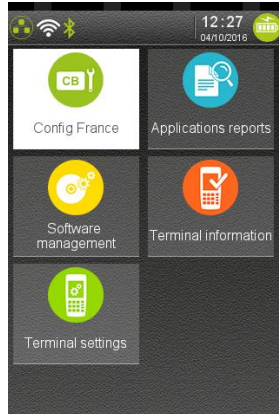 12:27
04/10/2016
CB
Config France
Applications reports
Software
management
Terminal information
Terminal settings